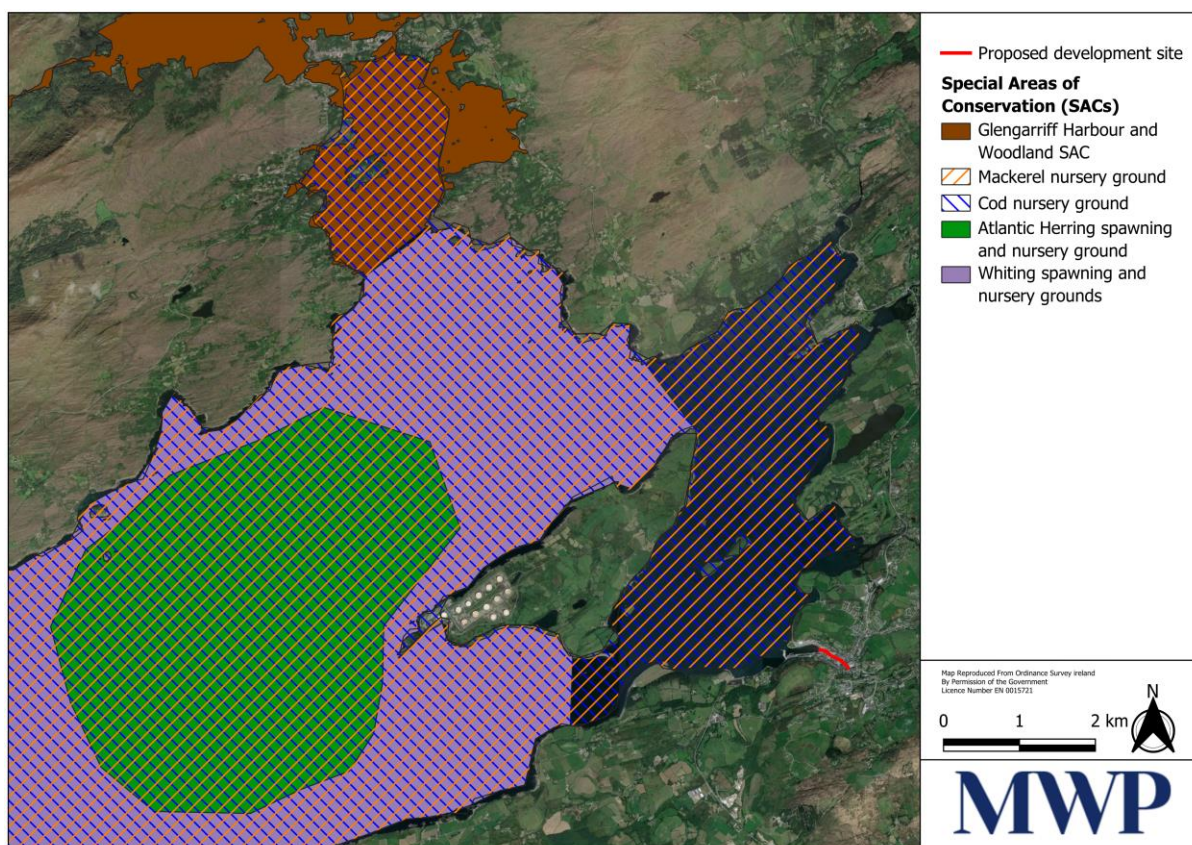 Proposed development site
Special Areas of
Conservation (SACs)
Glengarriff Harbour and
Woodland SAC
Mackerel nursery ground
Cod nursery ground
Atlantic Herring spawning
and nursery ground
Whiting spawning and
nursery grounds
Map Reproduced From Ordinance Survey ireland
By Permission of the Government
Licence Number EN 0015721
N
0 1 2 km
MWP